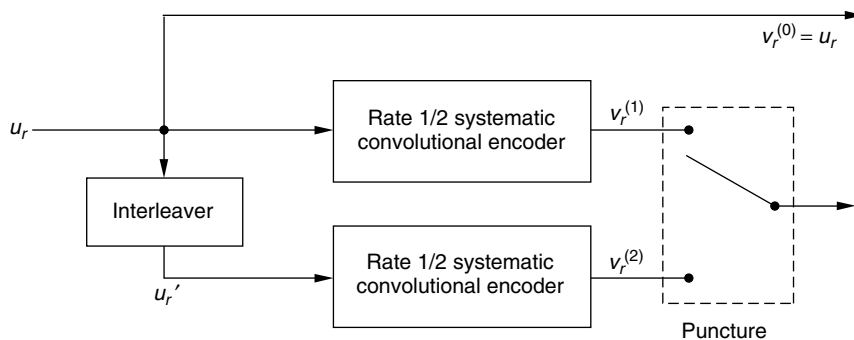 v_r^(0) = u_r
Rate 1/2 systematic
convolutional encoder
v_r^(1)
u_r
Interleaver
Rate 1/2 systematic
convolutional encoder
v_r^(2)
u_r′
Puncture